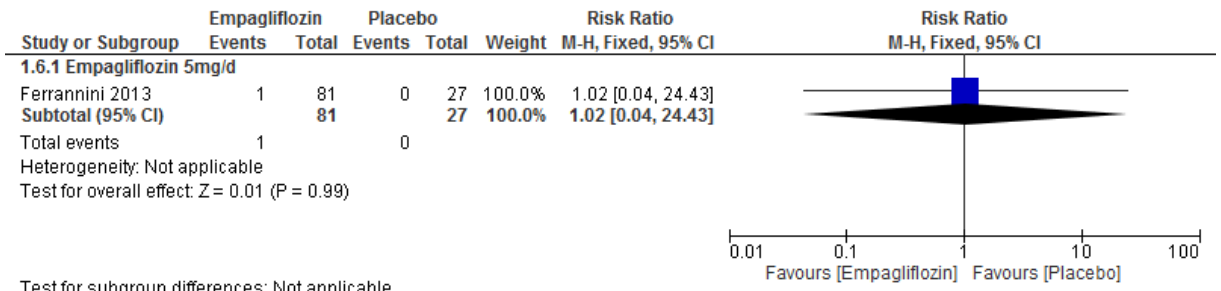 Empagliflozin Placebo Risk Ratio Risk Ratio
Study or Subgroup Events Total Events Total Weight M-H, Fixed, 95% CI M-H, Fixed, 95% CI
1.6.1 Empagliflozin 5mg/d
Ferrannini 2013 1 81 0 27 100.0% 1.02 [0.04, 24.43]
Subtotal (95% CI) 81 27 100.0% 1.02 [0.04, 24.43]
Total events 1 0
Heterogeneity: Not applicable
Test for overall effect: Z = 0.01 (P = 0.99)
0.01 0.1 1 10 100
Favours [Empagliflozin] Favours [Placebo]
Test for subgroup differences: Not applicable